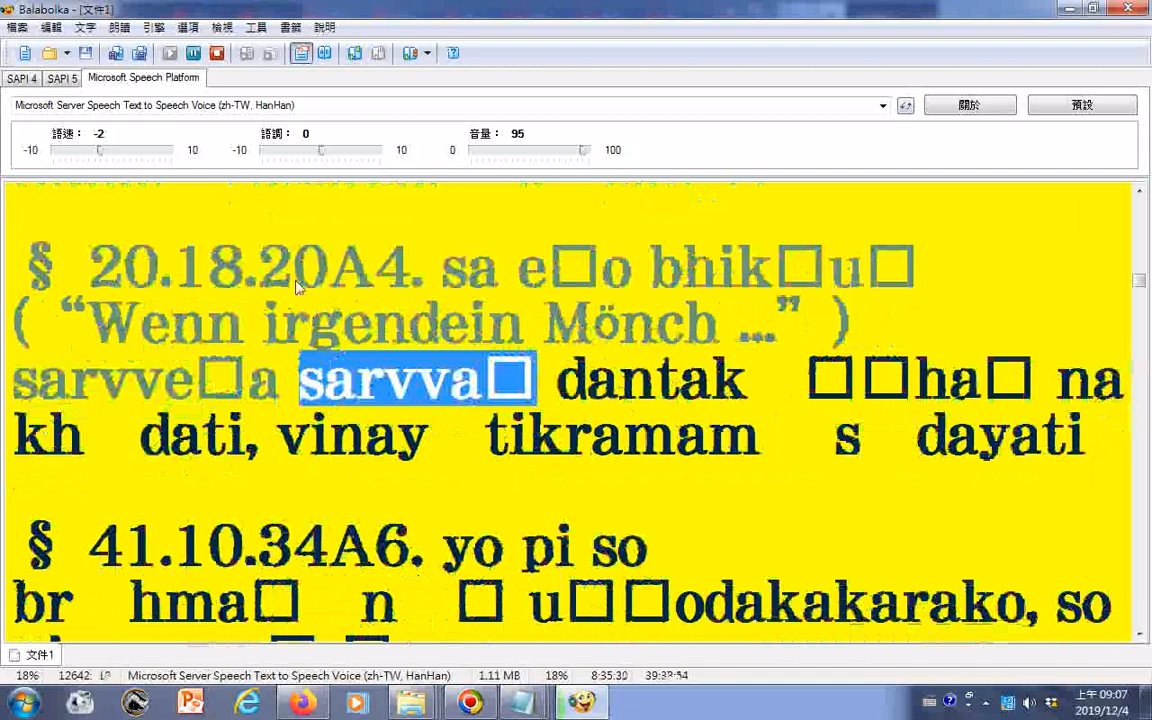 Balabolka - [文件1]
檔案 編輯 文字 朗讀 引擎 選項 檢視 工具 書籤 說明
SAPI 4 SAPI 5 Microsoft Speech Platform
Microsoft Server Speech Text to Speech Voice (zh-TW, HanHan) 關於 預設
語速： -2 語調： 0 音量： 95
-10 10 -10 10 0 100
§ 20.18.20A4. sa e□o bhik□u□
( “Wenn irgendein Mönch ...” )
sarvve□a sarvva□ dantak □□ha□ na
kh dati, vinay tikramam s dayati
§ 41.10.34A6. yo pi so
br hma□ n □ u□□odakakarako, so
文件1
18% Microsoft Server Speech Text to Speech Voice (zh-TW, HanHan) 1.11 MB 18% 8:35:30
上午 09:07
2019/12/4